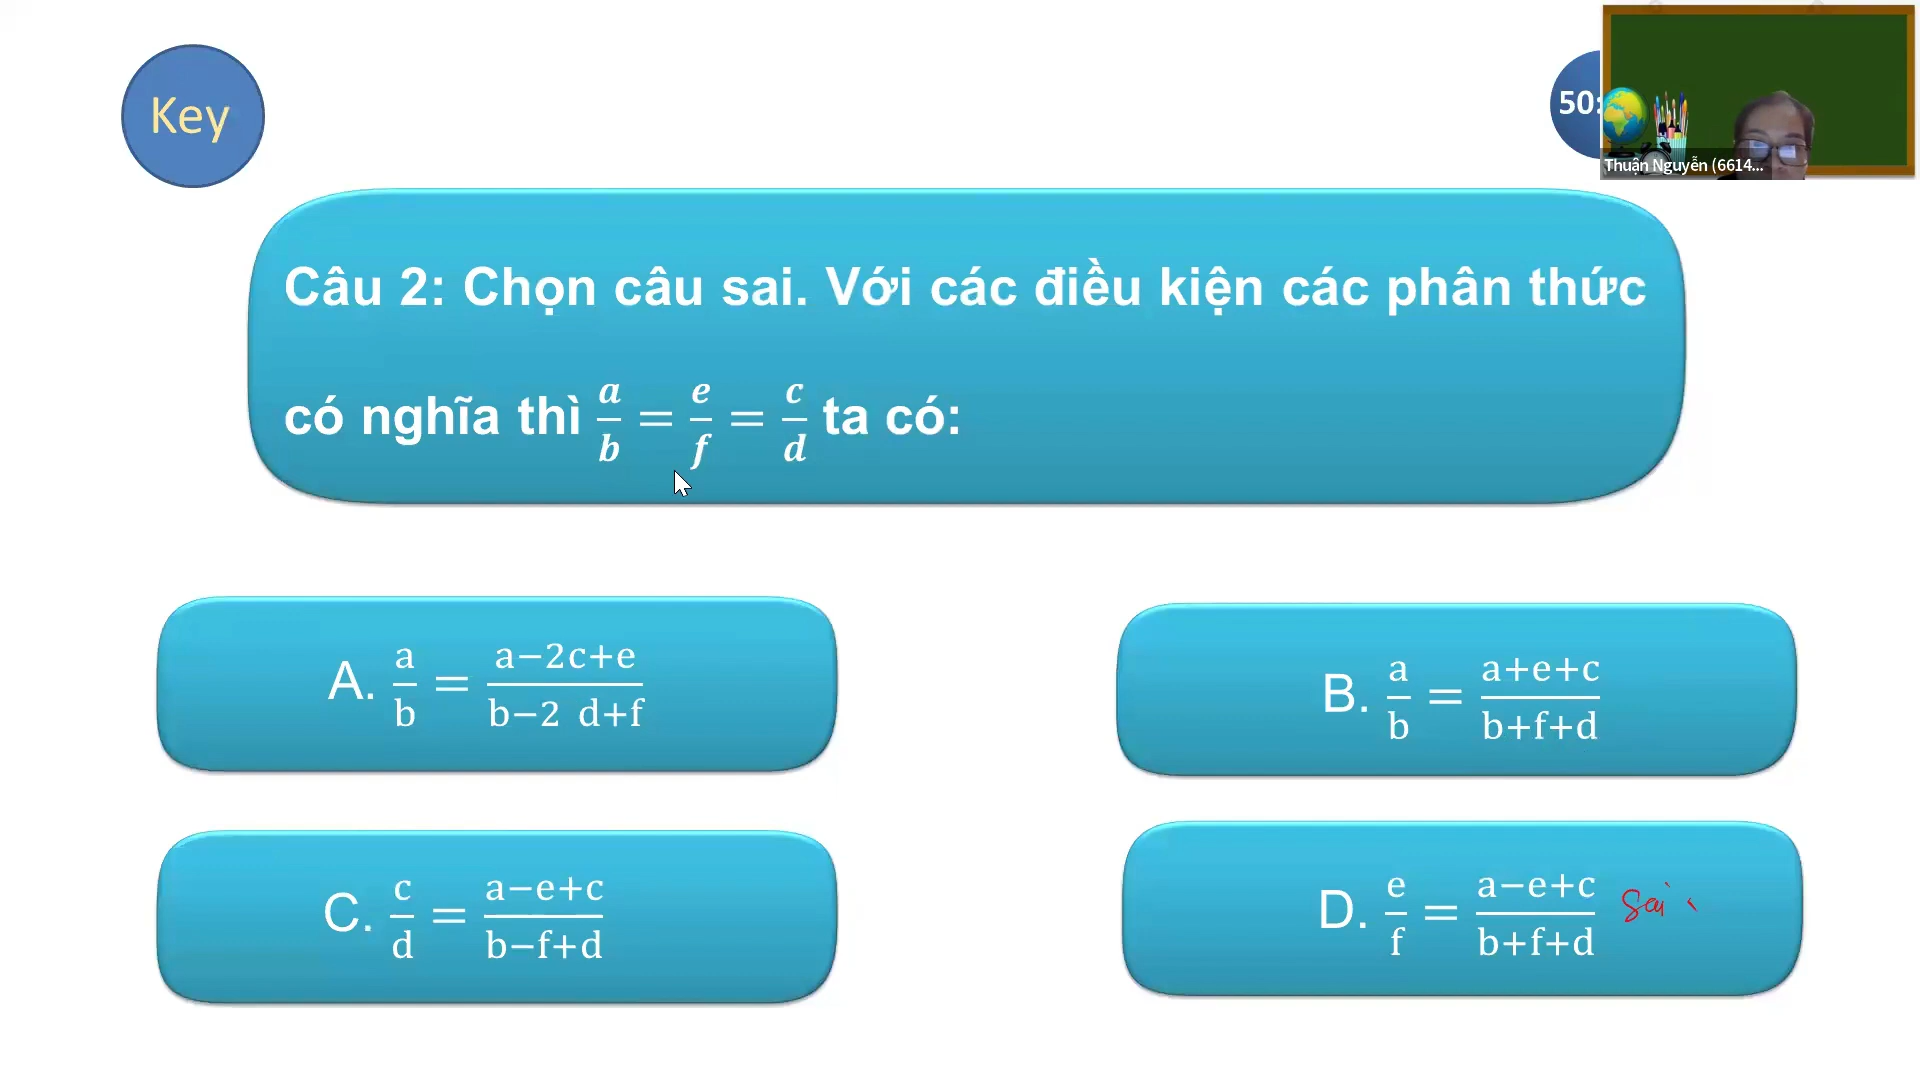 Key
50:
Thuận Nguyễn (6614...
Câu 2: Chọn câu sai. Với các điều kiện các phân thức
có nghĩa thì a/b = e/f = c/d ta có:
A. a/b = (a−2c+e)/(b−2 d+f)
B. a/b = (a+e+c)/(b+f+d)
C. c/d = (a−e+c)/(b−f+d)
D. e/f = (a−e+c)/(b+f+d) Sai